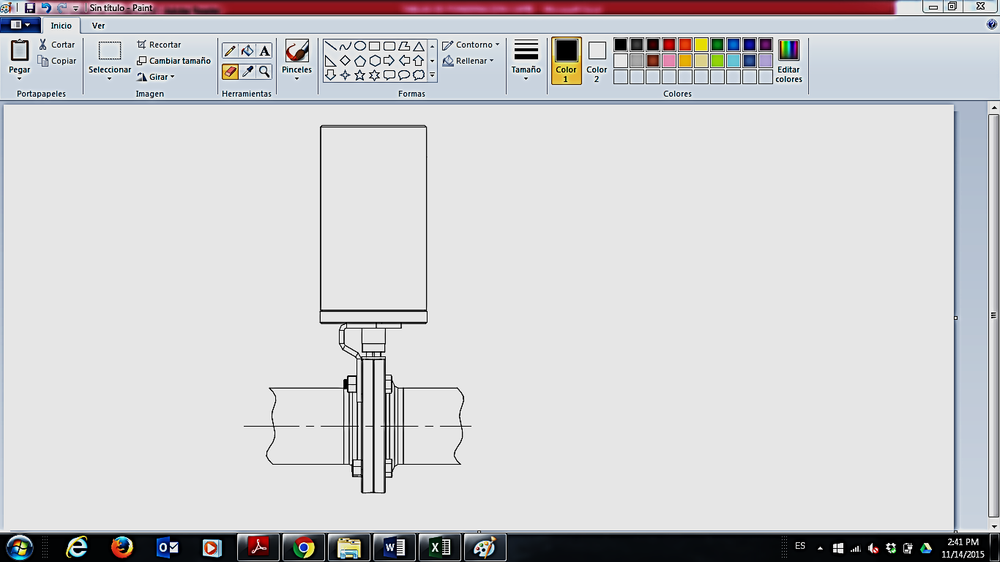 Sin título - Paint
Inicio Ver
Pegar
Cortar
Copiar
Portapapeles
Seleccionar
Recortar
Cambiar tamaño
Girar
Imagen
A
Herramientas
Pinceles
Contorno
Rellenar
Formas
Tamaño
Color
1
Color
2
Editar
colores
Colores
ES
2:41 PM
11/14/2015